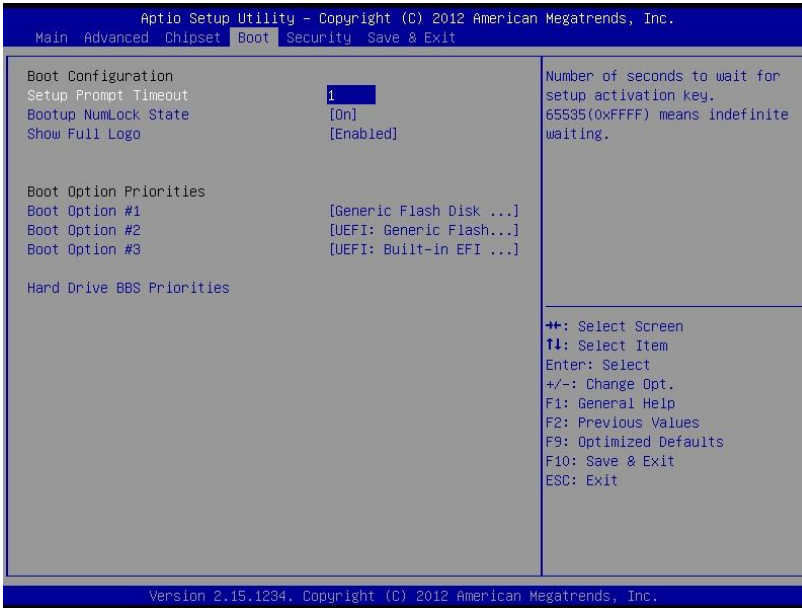 Aptio Setup Utility – Copyright (C) 2012 American Megatrends, Inc.
Main Advanced Chipset Boot Security Save & Exit
Boot Configuration
Setup Prompt Timeout 1
Bootup NumLock State [On]
Show Full Logo [Enabled]
Boot Option Priorities
Boot Option #1 [Generic Flash Disk ...]
Boot Option #2 [UEFI: Generic Flash...]
Boot Option #3 [UEFI: Built-in EFI ...]
Hard Drive BBS Priorities
Number of seconds to wait for
setup activation key.
65535(0xFFFF) means indefinite
waiting.
→←: Select Screen
↑↓: Select Item
Enter: Select
+/-: Change Opt.
F1: General Help
F2: Previous Values
F9: Optimized Defaults
F10: Save & Exit
ESC: Exit
Version 2.15.1234. Copyright (C) 2012 American Megatrends, Inc.